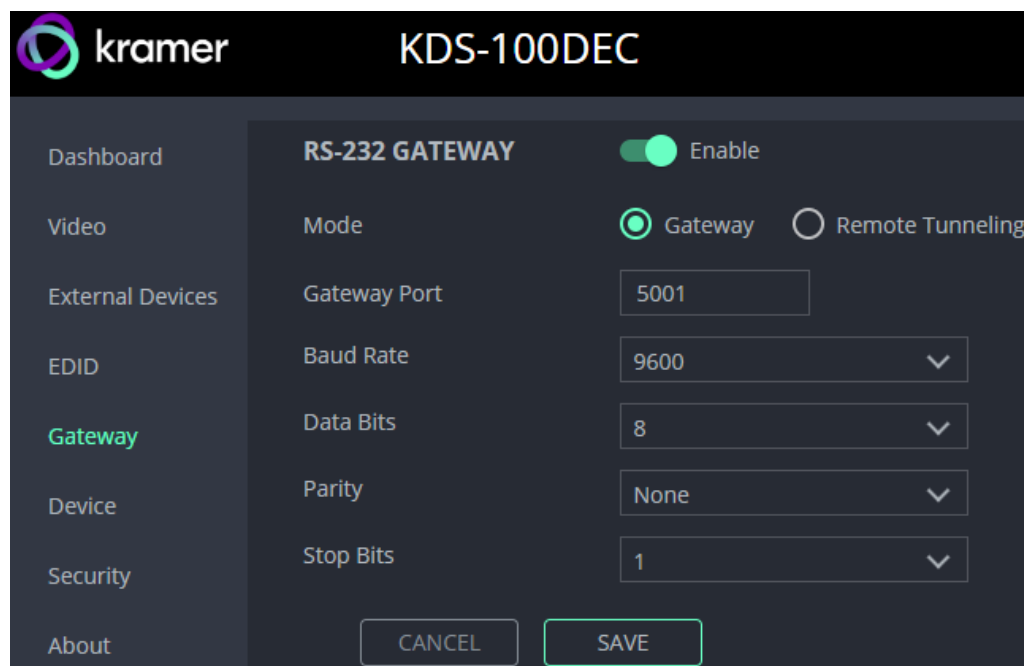 kramer KDS-100DEC
Dashboard
Video
External Devices
EDID
Gateway
Device
Security
About
RS-232 GATEWAY Enable
Mode Gateway Remote Tunneling
Gateway Port 5001
Baud Rate 9600
Data Bits 8
Parity None
Stop Bits 1
CANCEL SAVE